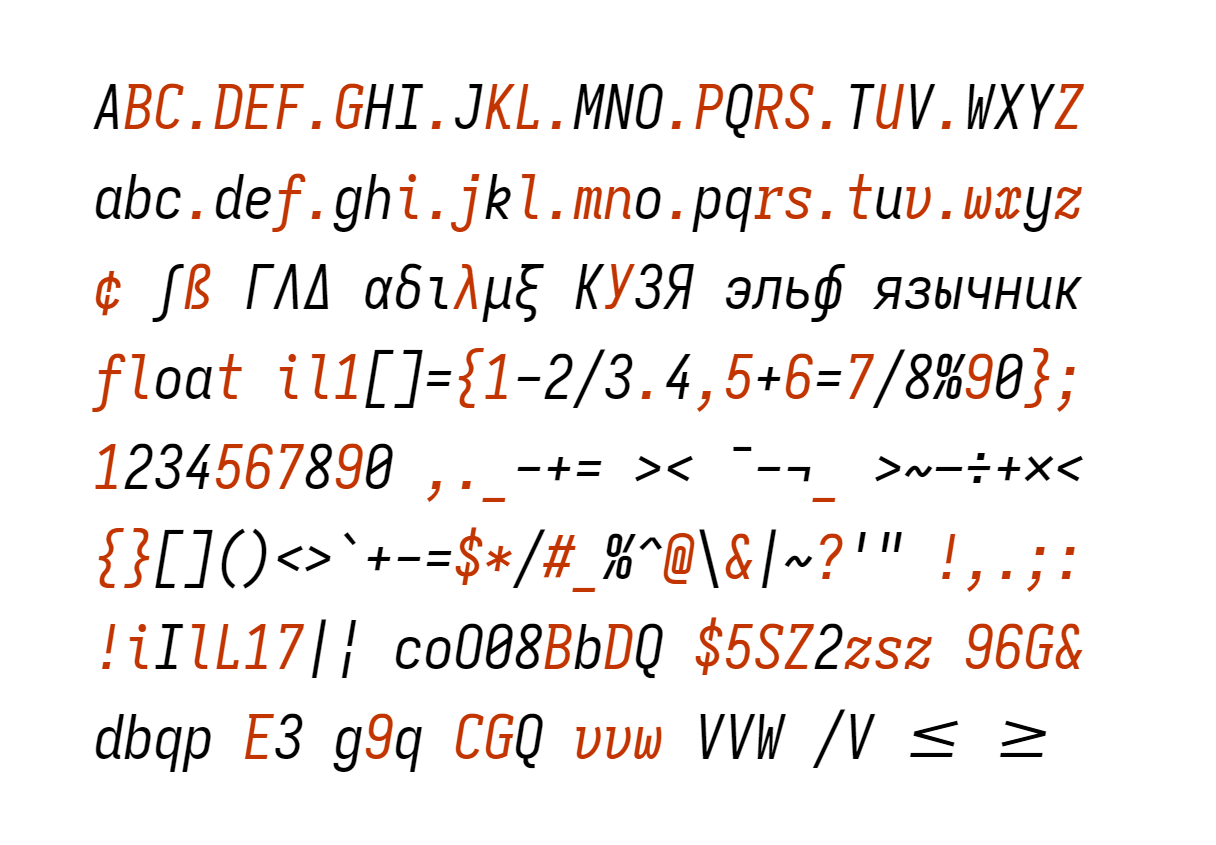 ABC.DEF.GHI.JKL.MNO.PQRS.TUV.WXYZ
abc.def.ghi.jkl.mno.pqrs.tuv.wxyz
¢ ʃß ΓΛΔ αδιλμξ КУЗЯ эльф язычник
float il1[]={1-2/3.4,5+6=7/8%90};
1234567890 ,._-+= >< ¯-¬_ >~–÷+×<
{}[]()<>`+-=$*/#_%^@\&|~?'" !,.;:
!iIlL17|¦ coO08BbDQ $5SZ2zsz 96G&
dbqp E3 g9q CGQ υvw VVW /V ≤ ≥